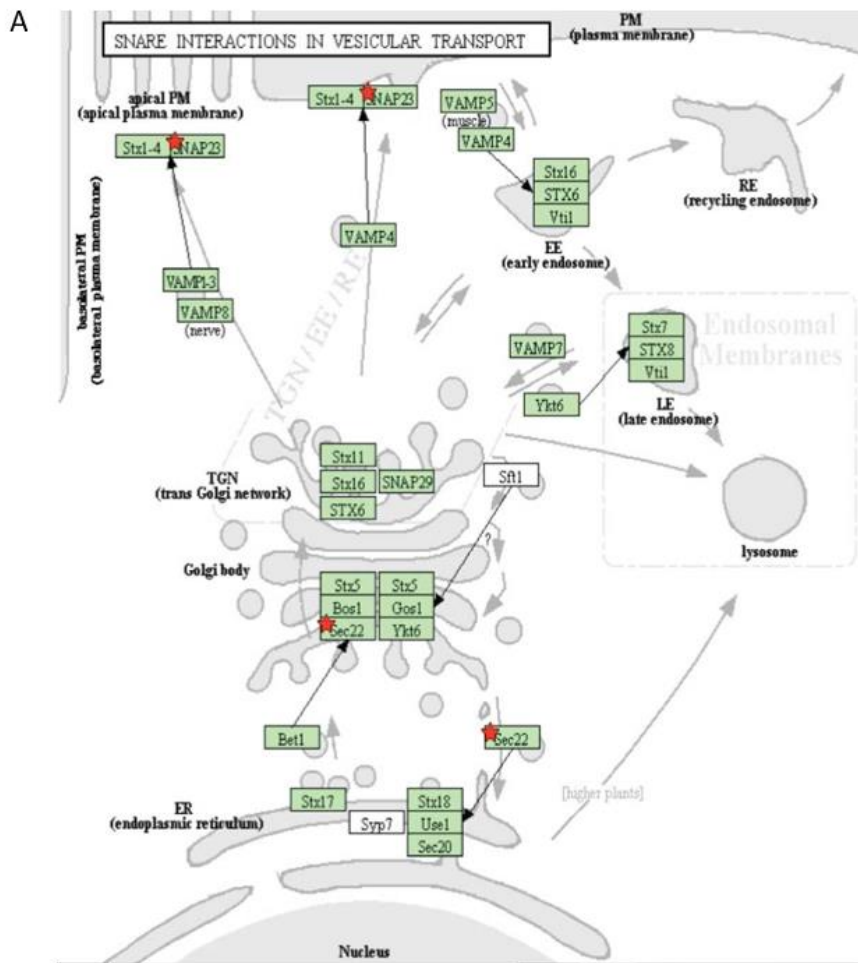 A
SNARE INTERACTIONS IN VESICULAR TRANSPORT
PM
(plasma membrane)
apical PM
(apical plasma membrane)
Stx1-4 SNAP23
Stx1-4 SNAP23
VAMP5
(muscle)
VAMP4
Stx16
STX6
Vti1
EE
(early endosome)
RE
(recycling endosome)
basolateral PM
(basolateral plasma membrane)
VAMP4
VAMP1-3
VAMP8
(nerve)
TGN / EE / RE
VAMP7
Ykt6
Endosomal
Membranes
Stx7
STX8
Vti1
LE
(late endosome)
TGN
(trans Golgi network)
Stx11
Stx16 SNAP29
STX6
Sft1
?
lysosome
Golgi body
Stx5 Stx5
Bos1 Gos1
Sec22 Ykt6
Bet1
Sec22
[higher plants]
ER
(endoplasmic reticulum)
Stx17
Syp7
Stx18
Use1
Sec20
Nucleus